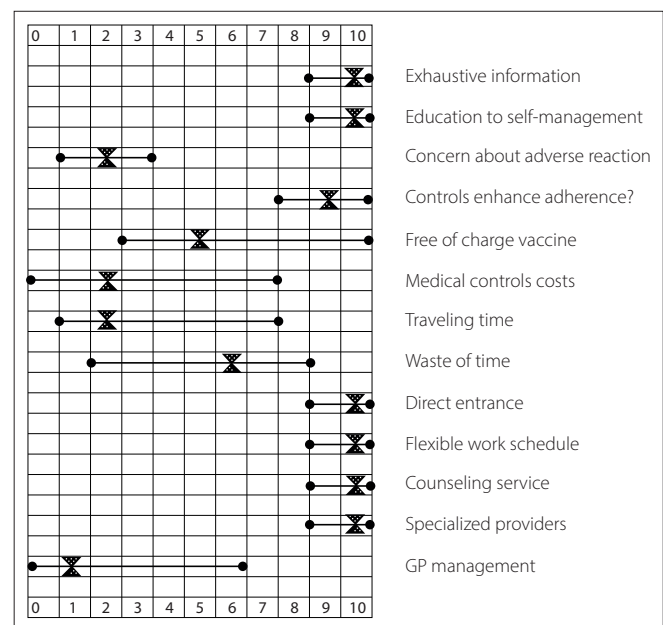 0 1 2 3 4 5 6 7 8 9 10
Exhaustive information
Education to self-management
Concern about adverse reaction
Controls enhance adherence?
Free of charge vaccine
Medical controls costs
Traveling time
Waste of time
Direct entrance
Flexible work schedule
Counseling service
Specialized providers
GP management
0 1 2 3 4 5 6 7 8 9 10